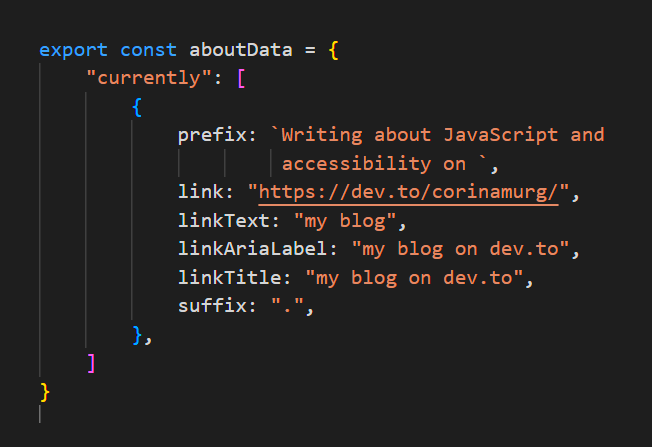 export const aboutData = {
    "currently": [
        {
            prefix: `Writing about JavaScript and
                     accessibility on `,
            link: "https://dev.to/corinamurg/",
            linkText: "my blog",
            linkAriaLabel: "my blog on dev.to",
            linkTitle: "my blog on dev.to",
            suffix: ".",
        },
    ]
}